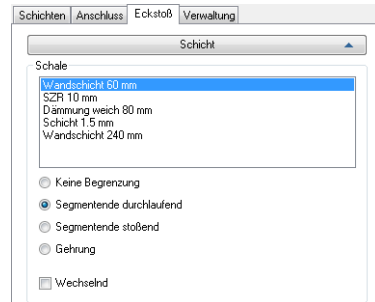 Schichten Anschluss Eckstoß Verwaltung
Schicht
Schale
Wandschicht 60 mm
SZR 10 mm
Dämmung weich 80 mm
Schicht 1.5 mm
Wandschicht 240 mm
Keine Begrenzung
Segmentende durchlaufend
Segmentende stoßend
Gehrung
Wechselnd